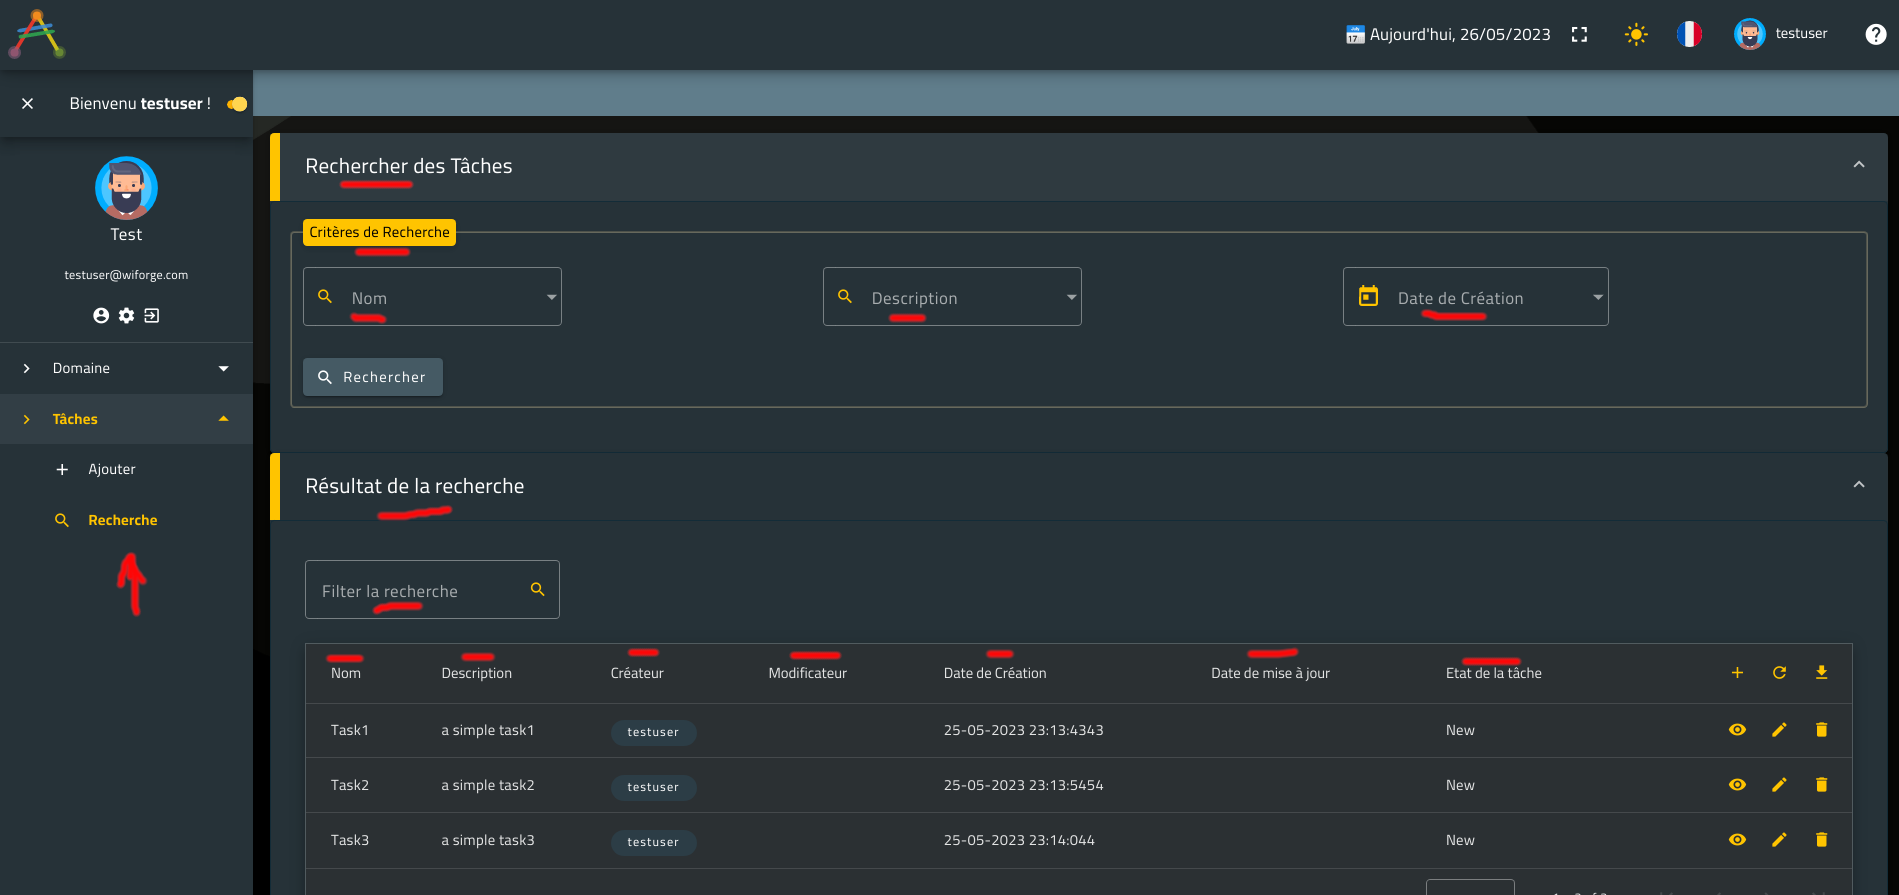 Aujourd'hui, 26/05/2023
testuser
Bienvenu testuser !
Test
testuser@wiforge.com
Domaine
Tâches
Ajouter
Recherche
Rechercher des Tâches
Critères de Recherche
Nom
Description
Date de Création
Rechercher
Résultat de la recherche
Filter la recherche
Nom Description Créateur Modificateur Date de Création Date de mise à jour Etat de la tâche
Task1 a simple task1 testuser 25-05-2023 23:13:4343 New
Task2 a simple task2 testuser 25-05-2023 23:13:5454 New
Task3 a simple task3 testuser 25-05-2023 23:14:044 New